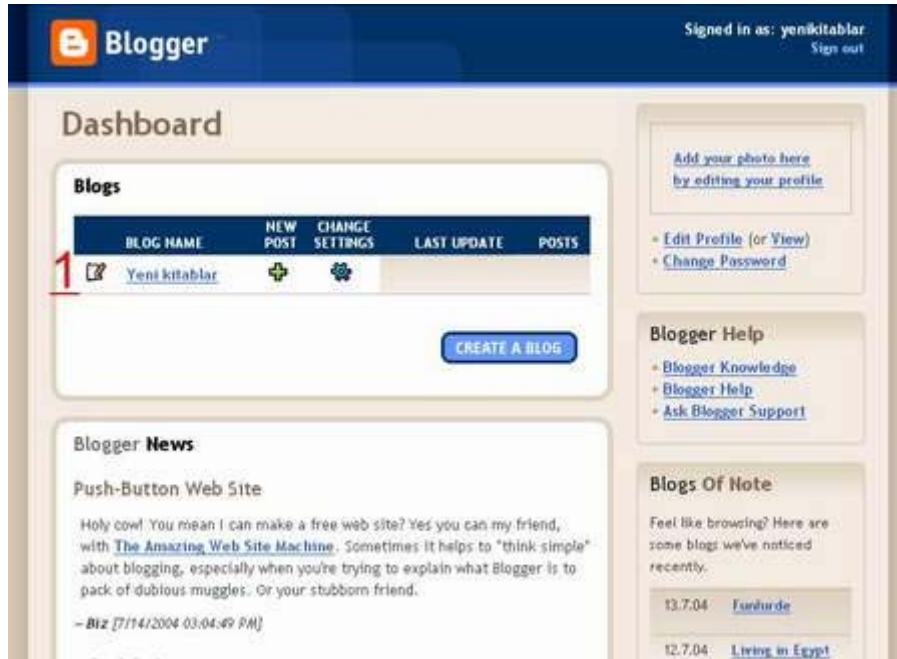 Blogger
Signed in as: yenikitablar
Sign out
Dashboard
Blogs
BLOG NAME NEW POST CHANGE SETTINGS LAST UPDATE POSTS
1 Yeni kitablar
CREATE A BLOG
Blogger News
Push-Button Web Site
Holy cow! You mean I can make a free web site? Yes you can my friend,
with The Amazing Web Site Machine. Sometimes it helps to "think simple"
about blogging, especially when you're trying to explain what Blogger is to
pack of dubious muggles. Or your stubborn friend.
– Biz [7/14/2004 03:04:49 PM]
Add your photo here
by editing your profile
Edit Profile (or View)
Change Password
Blogger Help
Blogger Knowledge
Blogger Help
Ask Blogger Support
Blogs Of Note
Feel like browsing? Here are
some blogs we've noticed
recently.
13.7.04
12.7.04 Living in Egypt